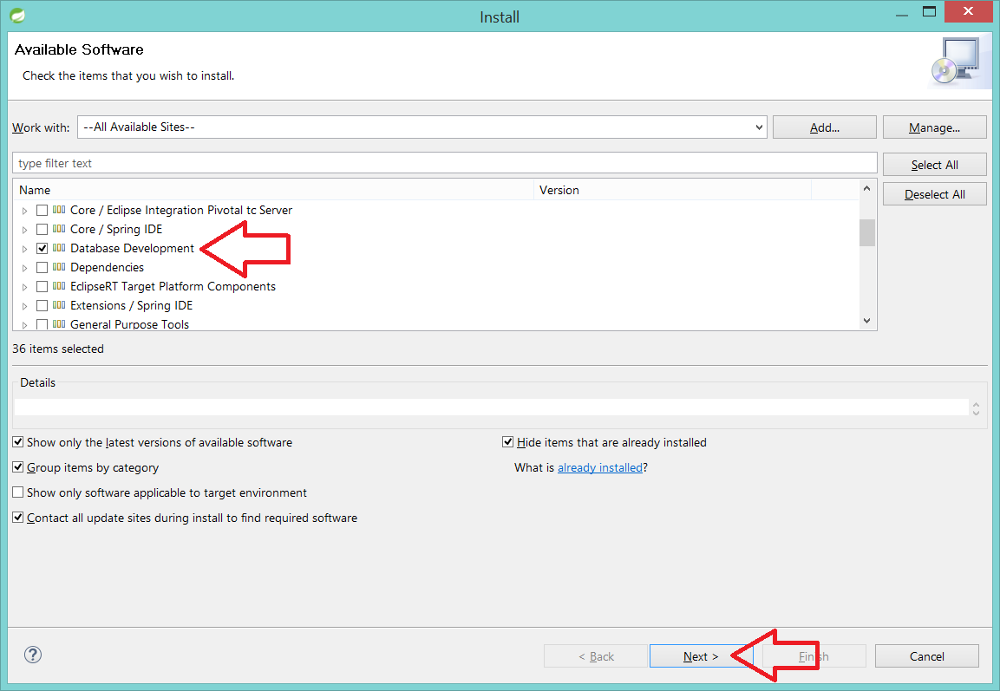 Install
Available Software
Check the items that you wish to install.
Work with: --All Available Sites-- Add... Manage...
type filter text Select All
Deselect All
Name Version
Core / Eclipse Integration Pivotal tc Server
Core / Spring IDE
Database Development
Dependencies
EclipseRT Target Platform Components
Extensions / Spring IDE
General Purpose Tools
36 items selected
Details
Show only the latest versions of available software Hide items that are already installed
Group items by category What is already installed?
Show only software applicable to target environment
Contact all update sites during install to find required software
? < Back Next > Finish Cancel